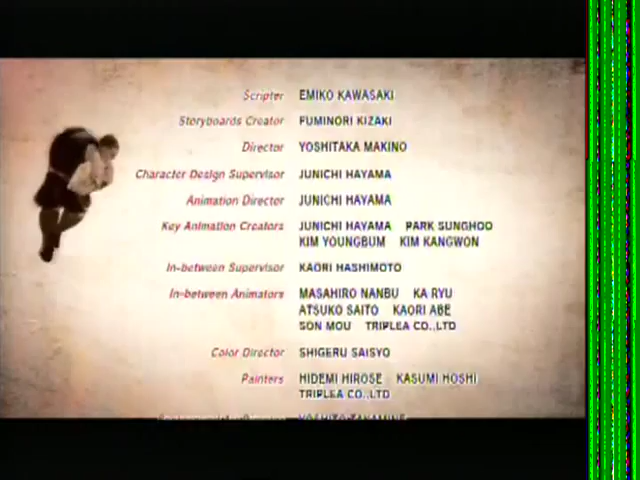 Scripter EMIKO KAWASAKI
Storyboards Creator FUMINORI KIZAKI
Director YOSHITAKA MAKINO
Character Design Supervisor JUNICHI HAYAMA
Animation Director JUNICHI HAYAMA
Key Animation Creators JUNICHI HAYAMA PARK SUNGHOO
KIM YOUNGBUM KIM KANGWON
In-between Supervisor KAORI HASHIMOTO
In-between Animators MASAHIRO NANBU KA RYU
ATSUKO SAITO KAORI ABE
SON MOU TRIPLEA CO.,LTD
Color Director SHIGERU SAISYO
Painters HIDEMI HIROSE KASUMI HOSHI
TRIPLEA CO.,LTD
YOSHITO TAKAMINE